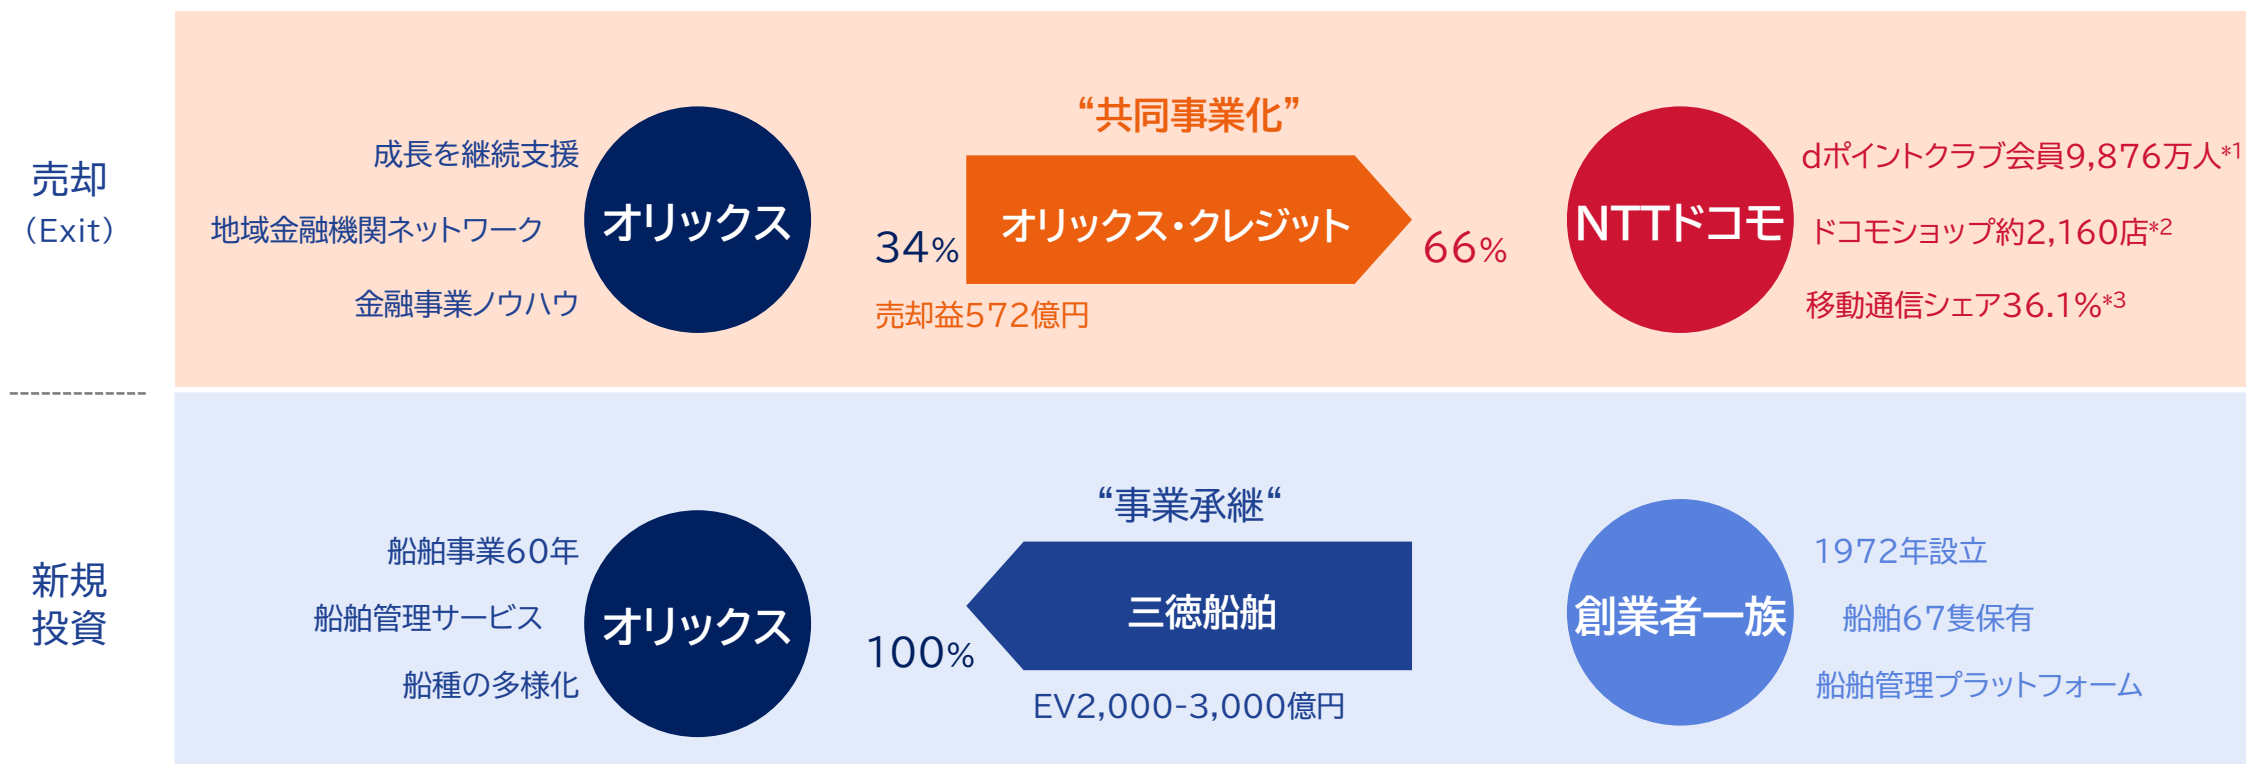 売却
（Exit）
成長を継続支援
地域金融機関ネットワーク
金融事業ノウハウ
オリックス
“共同事業化”
オリックス・クレジット
34%
66%
売却益572億円
NTTドコモ
dポイントクラブ会員9,876万人*1
ドコモショップ約2,160店*2
移動通信シェア36.1%*3
新規
投資
船舶事業60年
船舶管理サービス
船種の多様化
オリックス
“事業承継“
三徳船舶
100%
EV2,000-3,000億円
創業者一族
1972年設立
船舶67隻保有
船舶管理プラットフォーム